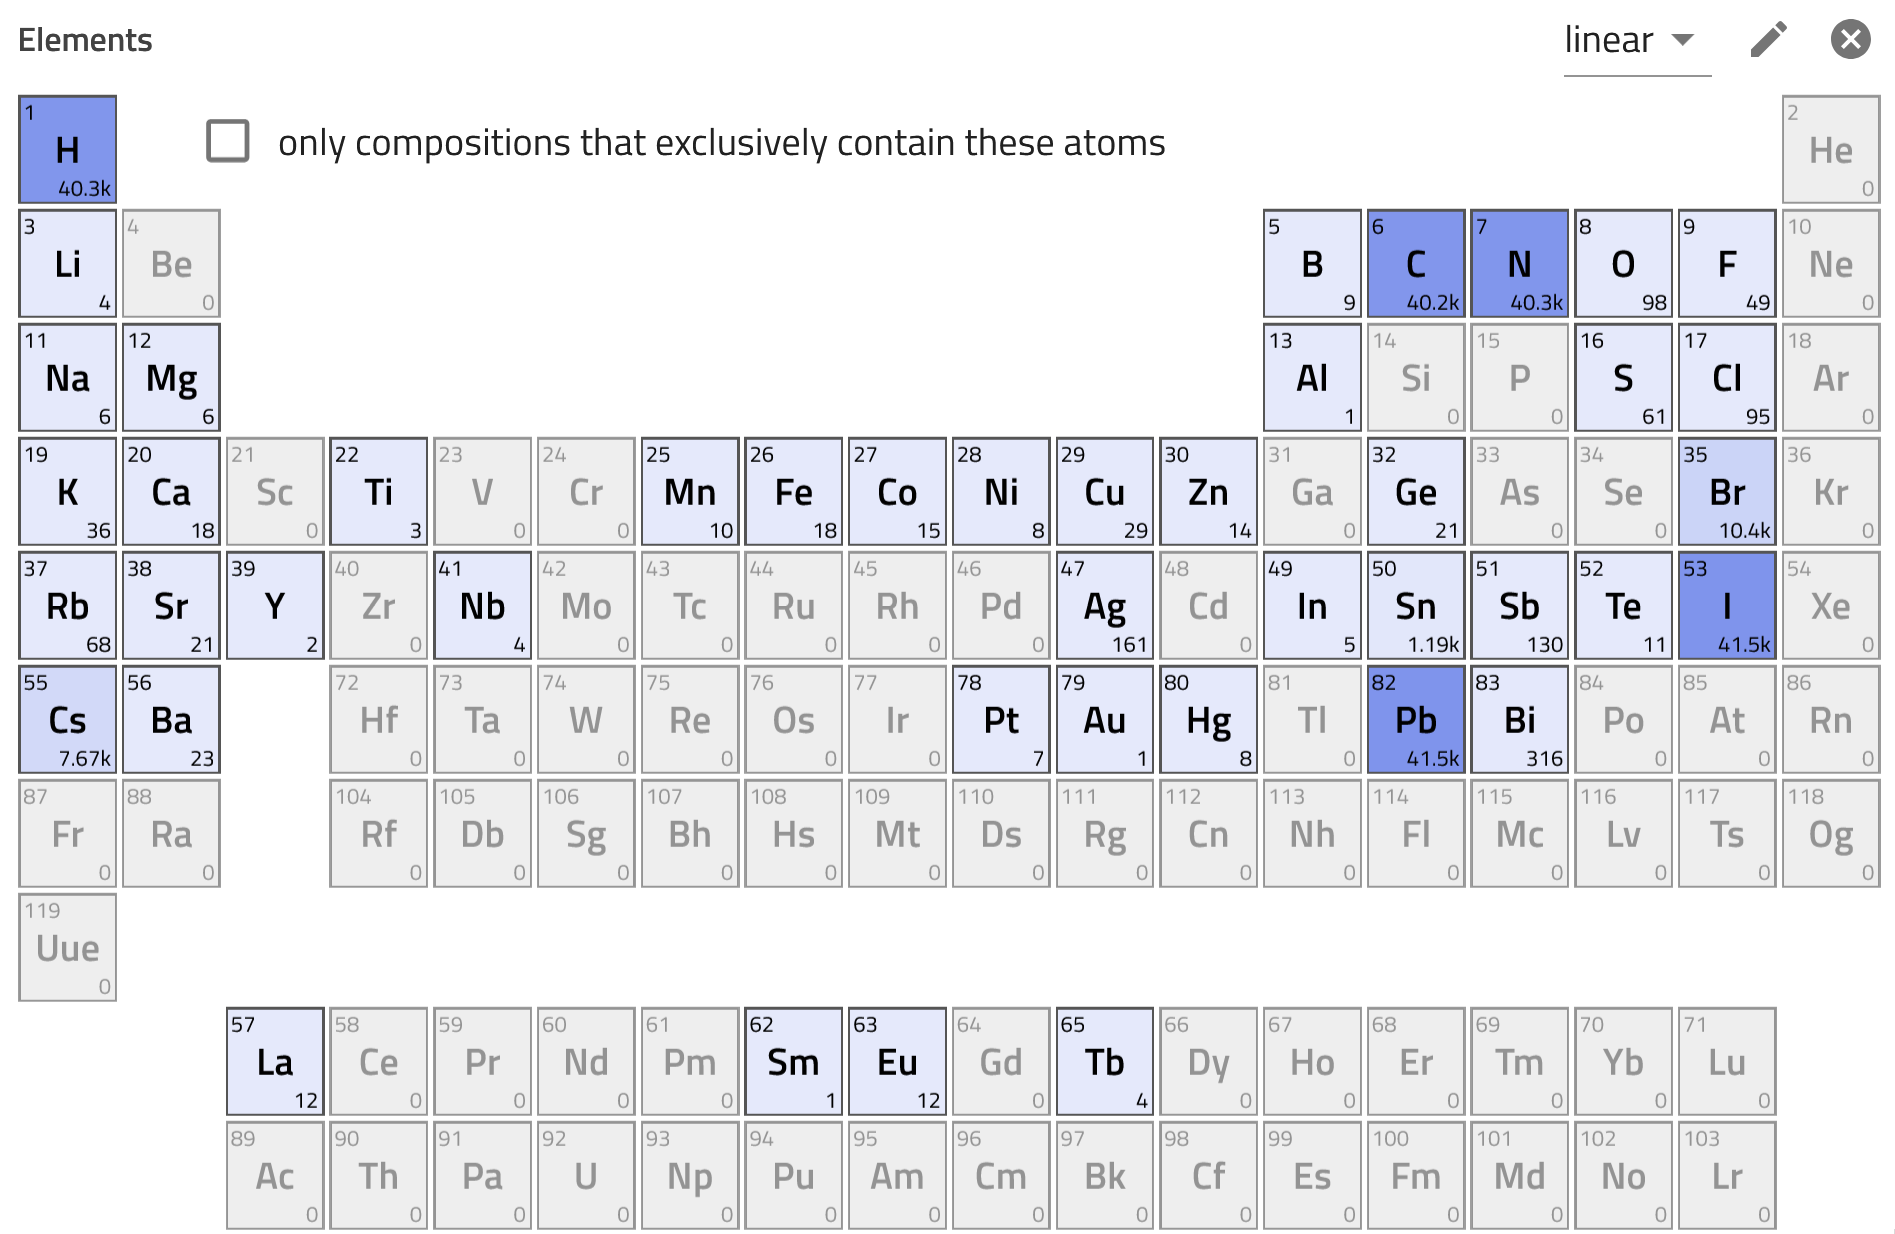 Elements linear
1 2
H only compositions that exclusively contain these atoms He
40.3k 0
3 4 5 6 7 8 9 10
Li Be B C N O F Ne
4 0 9 40.2k 40.3k 98 49 0
11 12 13 14 15 16 17 18
Na Mg Al Si P S Cl Ar
6 6 1 0 0 61 95 0
19 20 21 22 23 24 25 26 27 28 29 30 31 32 33 34 35 36
K Ca Sc Ti V Cr Mn Fe Co Ni Cu Zn Ga Ge As Se Br Kr
36 18 0 3 0 0 10 18 15 8 29 14 0 21 0 0 10.4k 0
37 38 39 40 41 42 43 44 45 46 47 48 49 50 51 52 53 54
Rb Sr Y Zr Nb Mo Tc Ru Rh Pd Ag Cd In Sn Sb Te I Xe
68 21 2 0 4 0 0 0 0 0 161 0 5 1.19k 130 11 41.5k 0
55 56 72 73 74 75 76 77 78 79 80 81 82 83 84 85 86
Cs Ba Hf Ta W Re Os Ir Pt Au Hg Tl Pb Bi Po At Rn
7.67k 23 0 0 0 0 0 0 7 1 8 0 41.5k 316 0 0 0
87 88 104 105 106 107 108 109 110 111 112 113 114 115 116 117 118
Fr Ra Rf Db Sg Bh Hs Mt Ds Rg Cn Nh Fl Mc Lv Ts Og
0 0 0 0 0 0 0 0 0 0 0 0 0 0 0 0 0
119
Uue
0
57 58 59 60 61 62 63 64 65 66 67 68 69 70 71
La Ce Pr Nd Pm Sm Eu Gd Tb Dy Ho Er Tm Yb Lu
12 0 0 0 0 1 12 0 4 0 0 0 0 0 0
89 90 91 92 93 94 95 96 97 98 99 100 101 102 103
Ac Th Pa U Np Pu Am Cm Bk Cf Es Fm Md No Lr
0 0 0 0 0 0 0 0 0 0 0 0 0 0 0